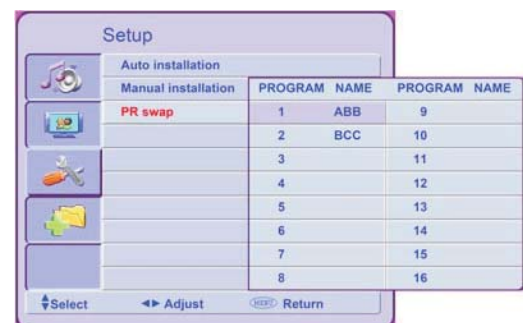 Setup
Auto installation
Manual installation
PR swap
PROGRAM NAME PROGRAM NAME
1 ABB 9
2 BCC 10
3 11
4 12
5 13
6 14
7 15
8 16
Select Adjust Return